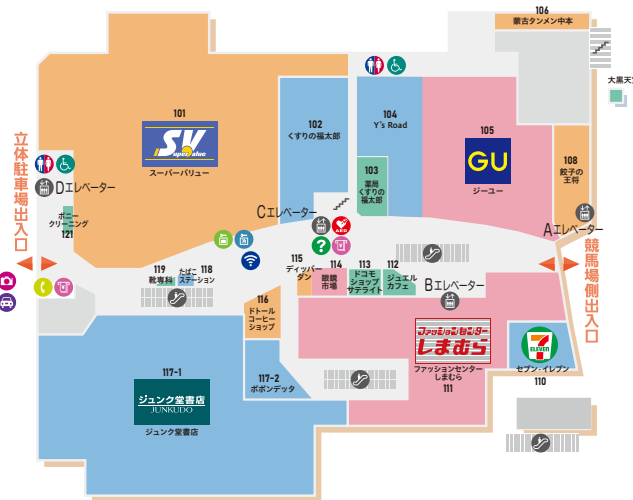 106
蒙古タンメン中本
大黒天
101
SV
Super Value
スーパーバリュー
102
くすりの福太郎
104
Y's Road
105
GU
ジーユー
103
薬局
くすりの
福太郎
108
餃子の
王将
立体駐車場出入口
Dエレベーター
ポニー
クリーニング
121
Cエレベーター
AED
Aエレベーター
競馬場側出入口
?
119
靴専科
たばこ
ステーション
118
115
ディッパー
ダン
114
眼鏡
市場
113
ドコモ
ショップ
サテライト
112
ジュエル
カフェ
Bエレベーター
116
ドトール
コーヒー
ショップ
117-2
ポポンデッタ
117-1
ジュンク堂書店
JUNKUDO
ジュンク堂書店
ファッションセンター
しまむら
ファッションセンター
しまむら
111
7
ELEVEN
セブン-イレブン
110